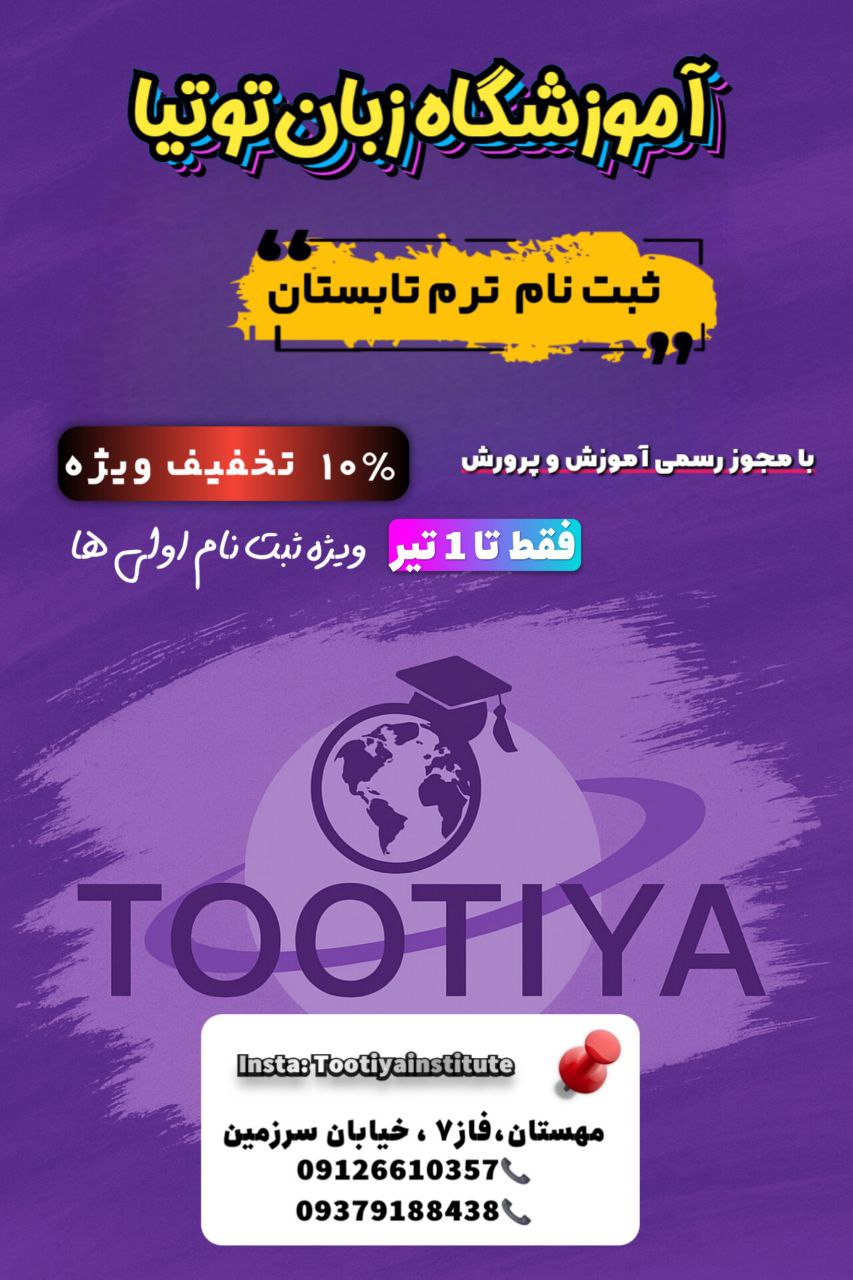 آموزشگاه زبان توتیا
ثبت نام ترم تابستان
با مجوز رسمی آموزش و پرورش
۱۰% تخفیف ویژه
فقط تا 1 تیر
ویژه ثبت نام اولی ها
TOOTIYA
Insta: Tootiyainstitute
مهستان،فاز۷ ، خیابان سرزمین
09126610357
09379188438